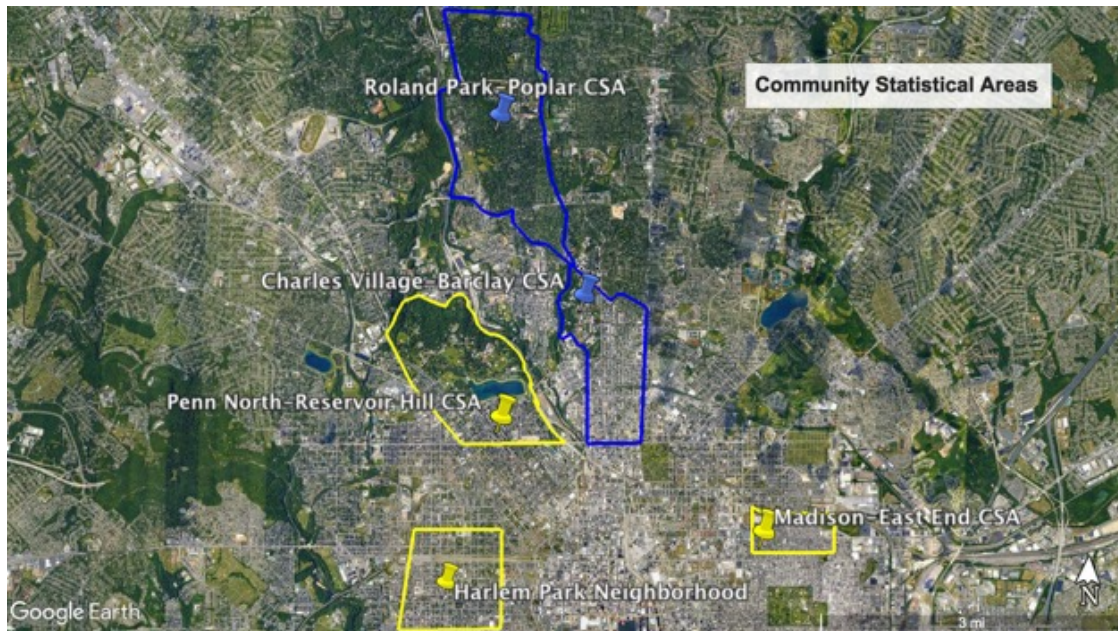 Roland Park-Poplar CSA
Community Statistical Areas
Charles Village-Barclay CSA
Penn North-Reservoir Hill CSA
Madison-East End CSA
Harlem Park Neighborhood
Google Earth
3 mi
N